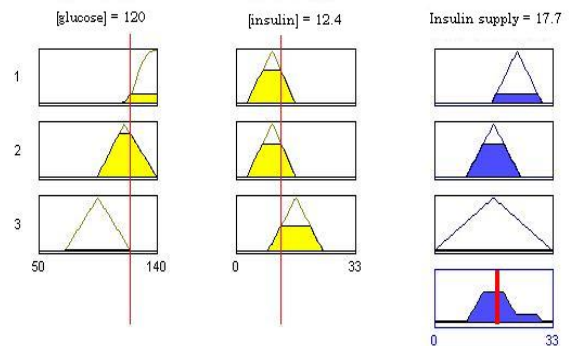 [glucose] = 120 [insulin] = 12.4 Insulin supply = 17.7
1
2
3
50 140 0 33
0 33